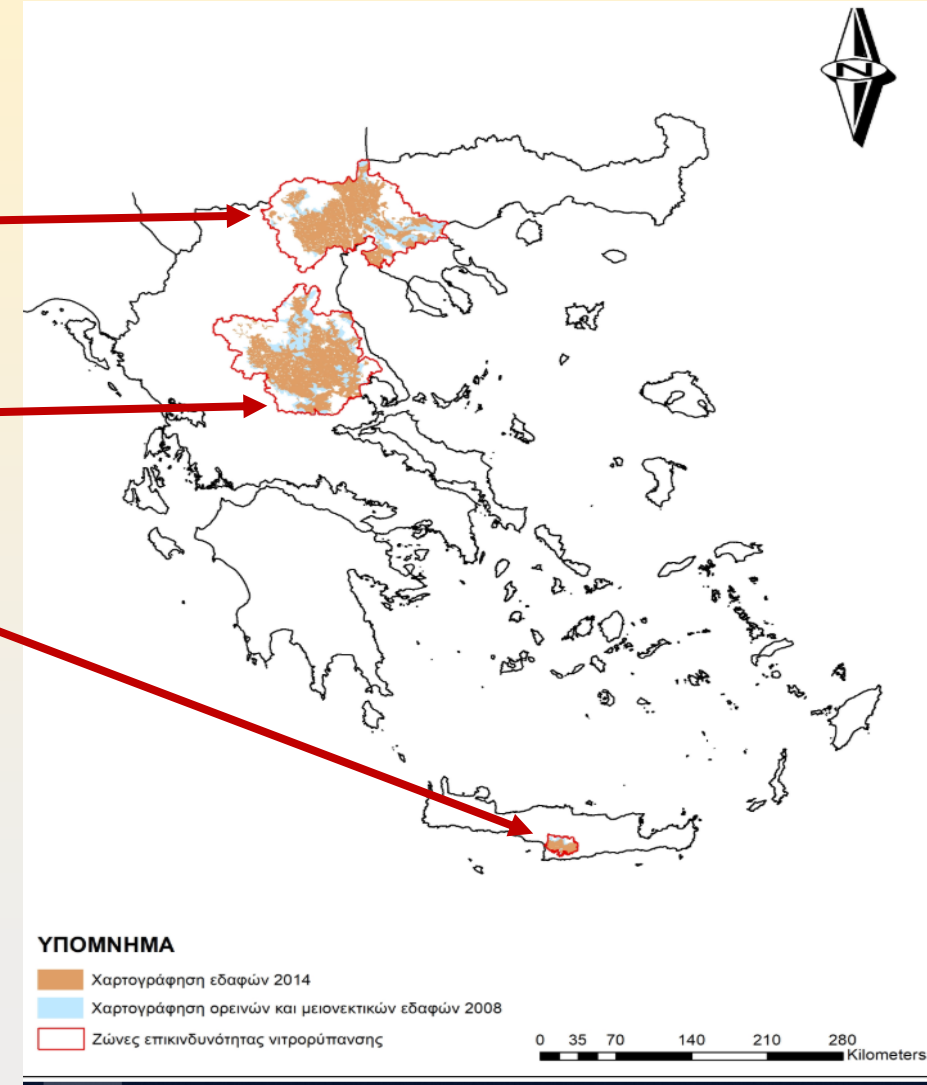 N
ΥΠΟΜΝΗΜΑ
Χαρτογράφηση εδαφών 2014
Χαρτογράφηση ορεινών και μειονεκτικών εδαφών 2008
Ζώνες επικινδυνότητας νιτρορύπανσης
0 35 70 140 210 280
Kilometers